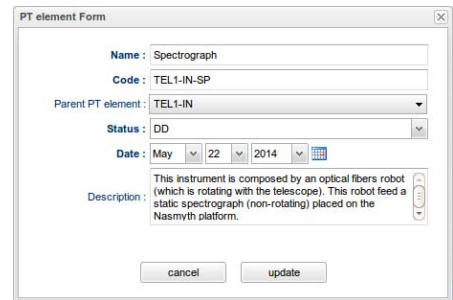 PT element Form
Name : Spectrograph
Code : TEL1-IN-SP
Parent PT element : TEL1-IN
Status : DD
Date : May 22 2014
This instrument is composed by an optical fibers robot
(which is rotating with the telescope). This robot feed a
Description : static spectrograph (non-rotating) placed on the
Nasmyth platform.
cancel update